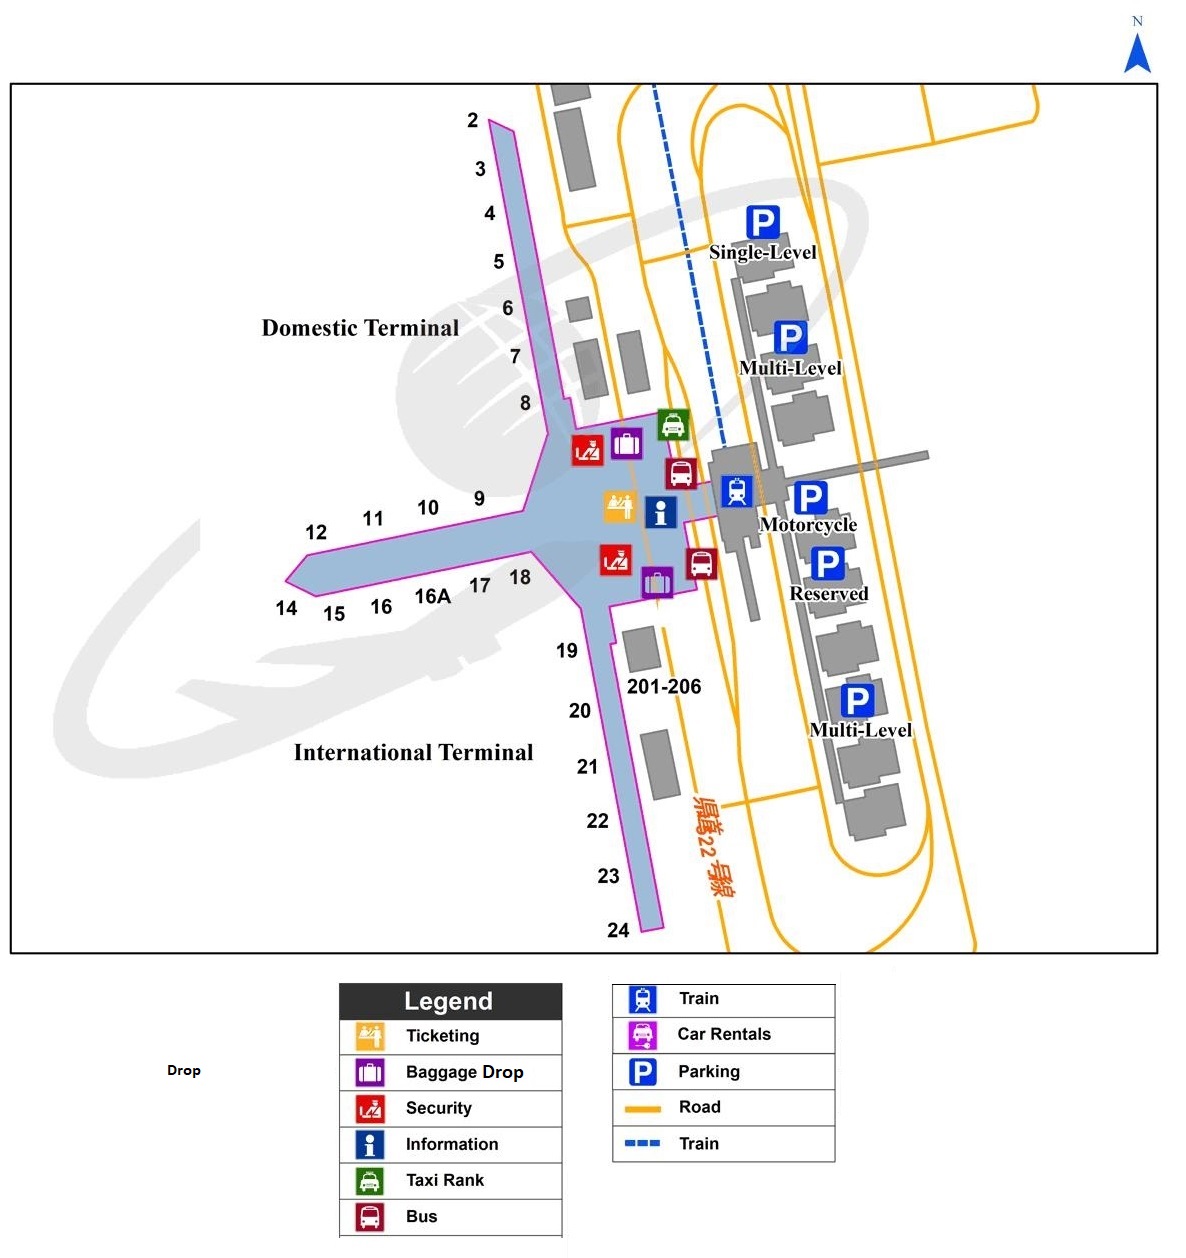 N
2
3
4
5
6
7
8
Domestic Terminal
9
10
11
12
14
15
16
16A
17
18
19
20
21
22
23
24
201-206
International Terminal
P
Single-Level
P
Multi-Level
P
Motorcycle
P
Reserved
P
Multi-Level
県道522号線
Legend
Ticketing
Baggage Drop
Security
Information
Taxi Rank
Bus
Train
Car Rentals
P Parking
Road
Train
Drop